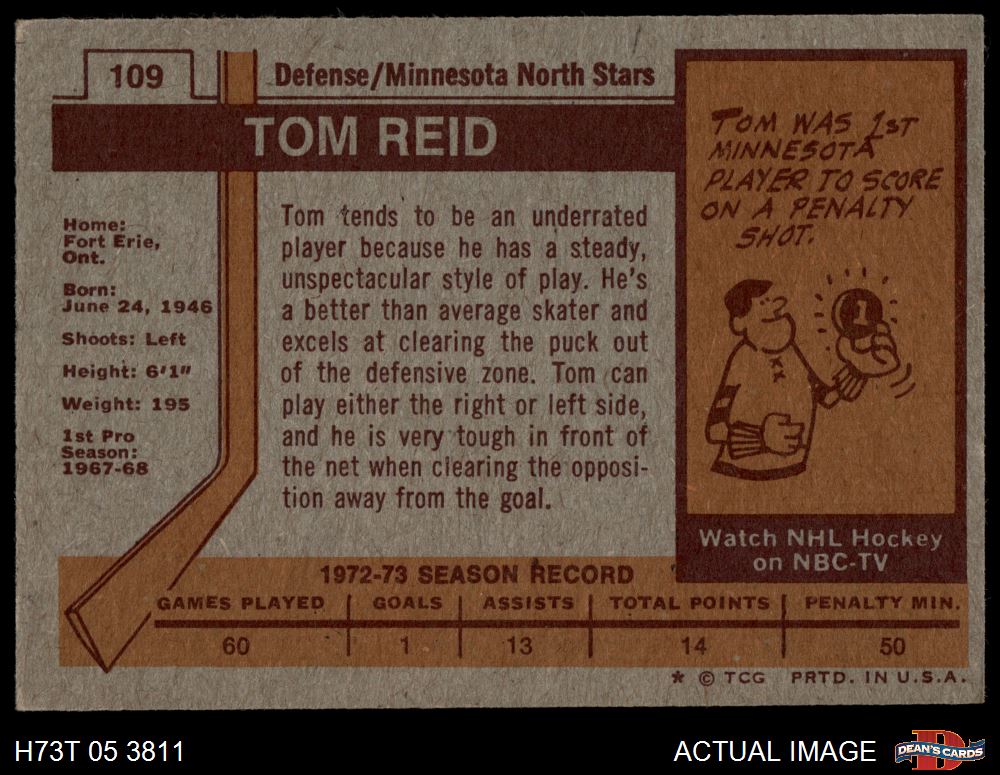 109
Defense/Minnesota North Stars
TOM REID
Home:
Fort Erie,
Ont.
Born:
June 24, 1946
Shoots: Left
Height: 6'1"
Weight: 195
1st Pro
Season:
1967-68
Tom tends to be an underrated
player because he has a steady,
unspectacular style of play. He's
a better than average skater and
excels at clearing the puck out
of the defensive zone. Tom can
play either the right or left side,
and he is very tough in front of
the net when clearing the opposi-
tion away from the goal.
TOM WAS 1ST
MINNESOTA
PLAYER TO SCORE
ON A PENALTY
SHOT.
1
Watch NHL Hockey
on NBC-TV
1972-73 SEASON RECORD
GAMES PLAYED GOALS ASSISTS TOTAL POINTS PENALTY MIN.
60 1 13 14 50
* © TCG PRTD. IN U.S.A.
H73T 05 3811
ACTUAL IMAGE
DEAN'S CARDS